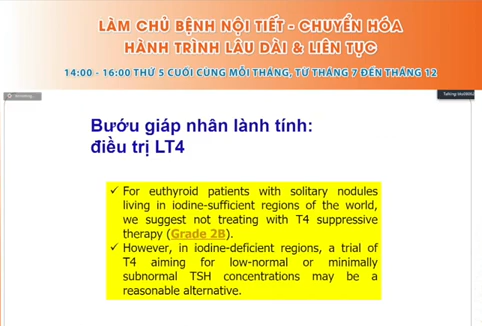 LÀM CHỦ BỆNH NỘI TIẾT - CHUYỂN HÓA
HÀNH TRÌNH LÂU DÀI & LIÊN TỤC
14:00 - 16:00 THỨ 5 CUỐI CÙNG MỖI THÁNG, TỪ THÁNG 7 ĐẾN THÁNG 12
Bướu giáp nhân lành tính:
điều trị LT4
✓ For euthyroid patients with solitary nodules
living in iodine-sufficient regions of the world,
we suggest not treating with T4 suppressive
therapy (Grade 2B).
✓ However, in iodine-deficient regions, a trial of
T4 aiming for low-normal or minimally
subnormal TSH concentrations may be a
reasonable alternative.